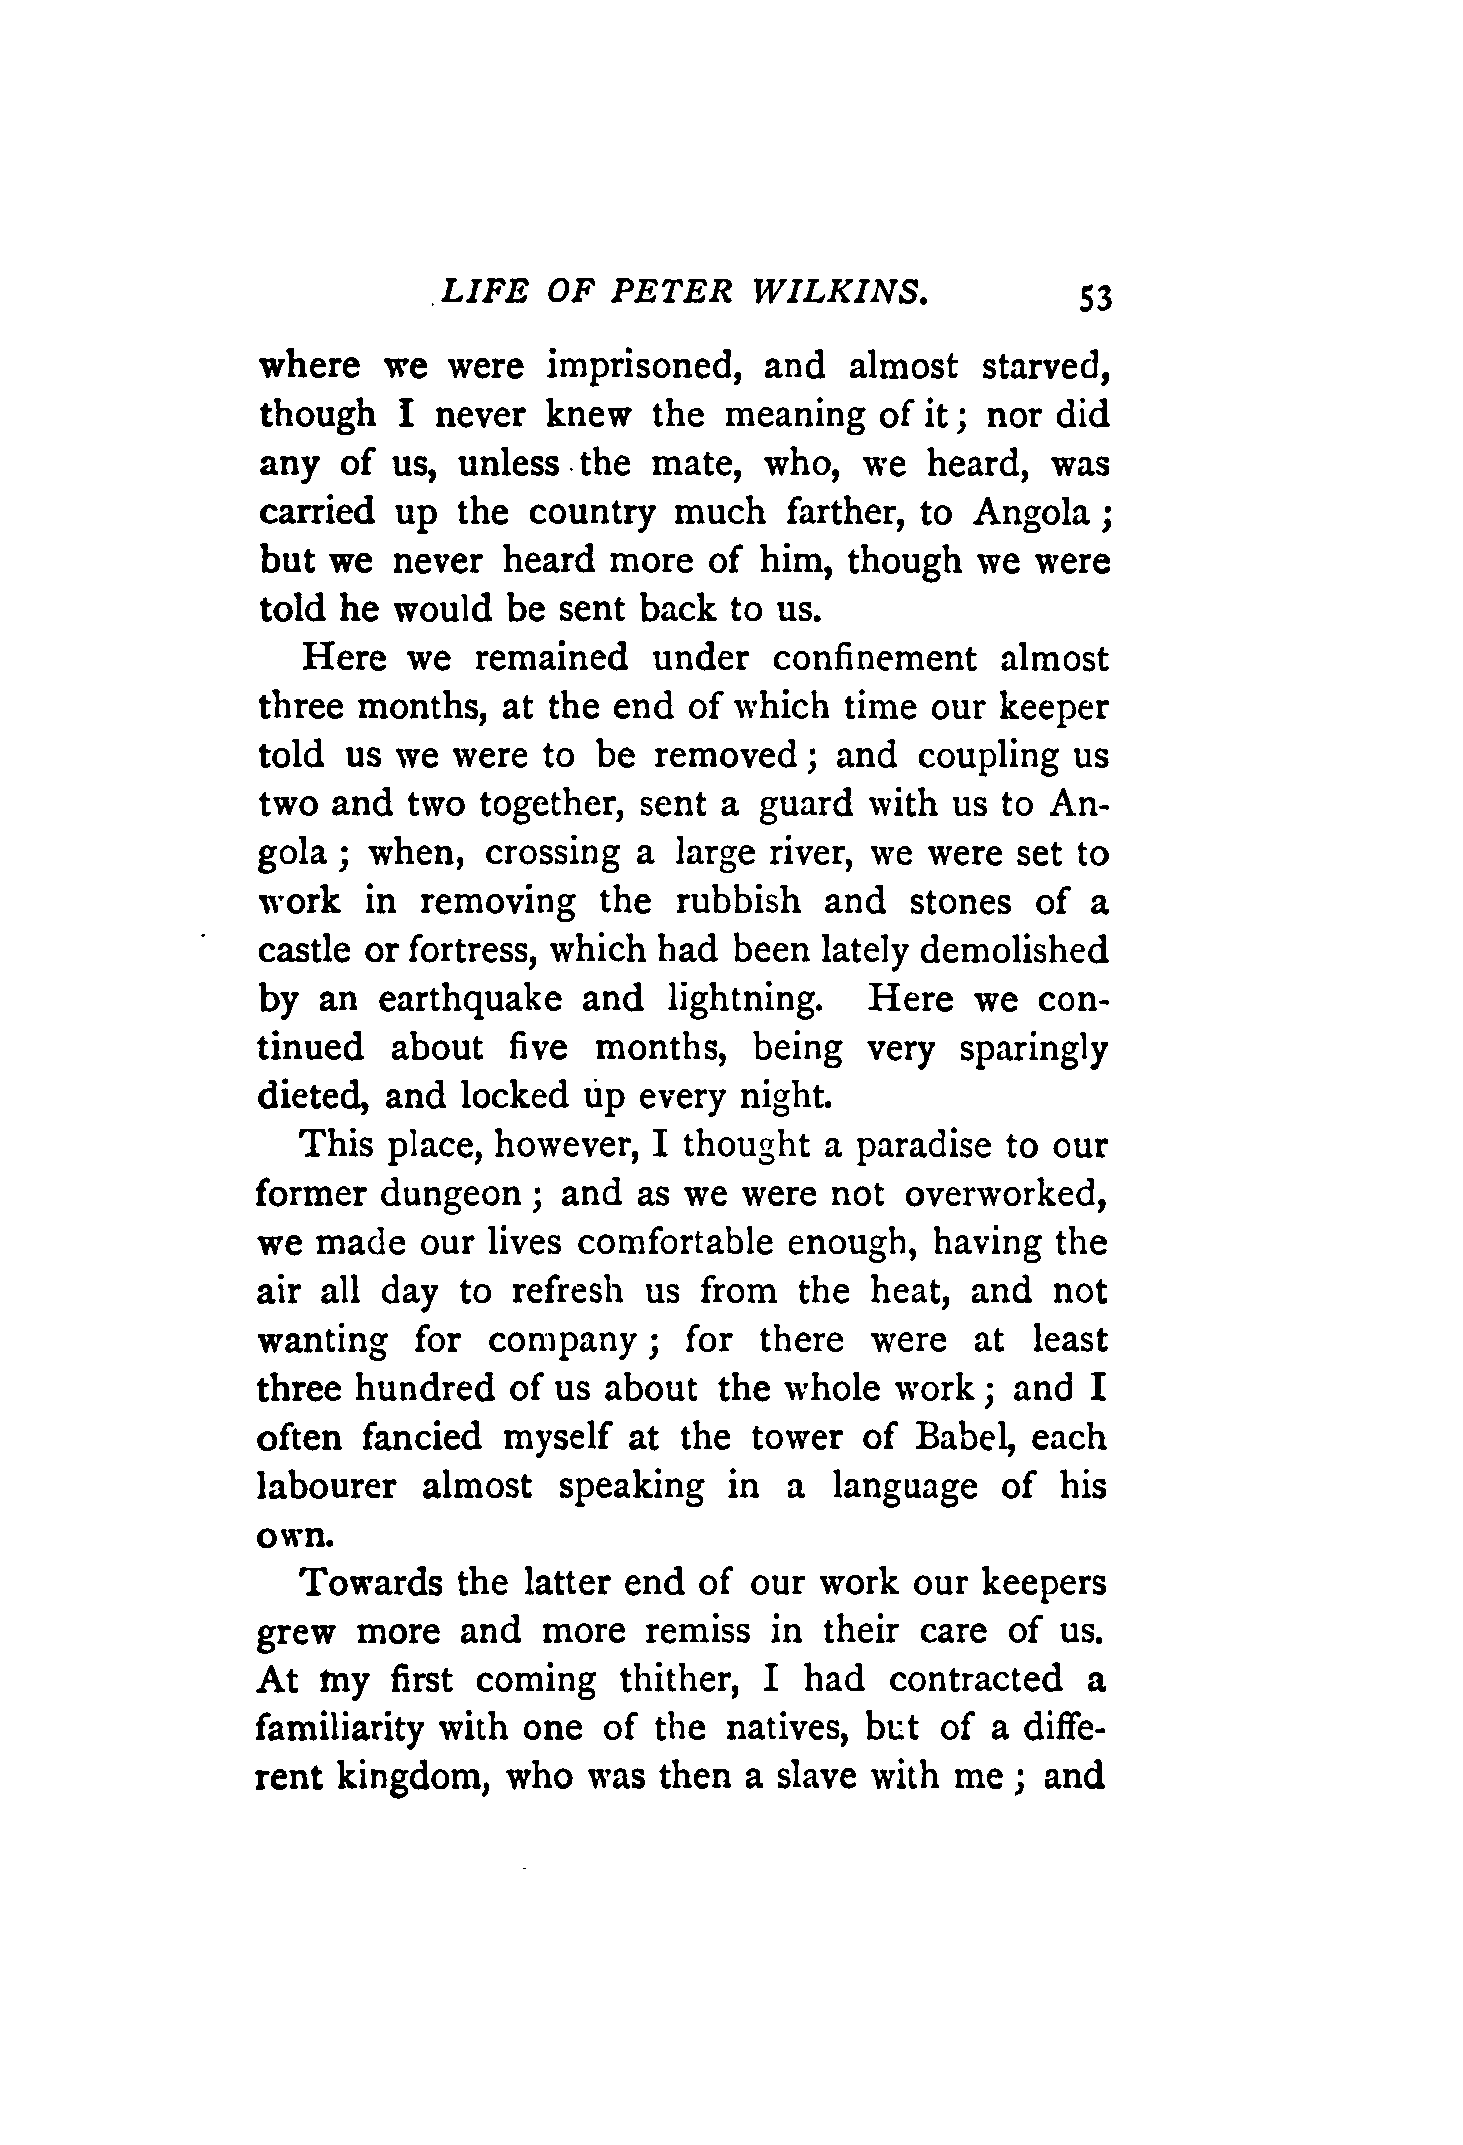 LIFE OF PETER WILKINS. 53
where we were imprisoned, and almost starved,
though I never knew the meaning of it; nor did
any of us, unless the mate, who, we heard, was
carried up the country much farther, to Angola;
but we never heard more of him, though we were
told he would be sent back to us.
Here we remained under confinement almost
three months, at the end of which time our keeper
told us we were to be removed; and coupling us
two and two together, sent a guard with us to An-
gola; when, crossing a large river, we were set to
work in removing the rubbish and stones of a
castle or fortress, which had been lately demolished
by an earthquake and lightning. Here we con-
tinued about five months, being very sparingly
dieted, and locked up every night.
This place, however, I thought a paradise to our
former dungeon; and as we were not overworked,
we made our lives comfortable enough, having the
air all day to refresh us from the heat, and not
wanting for company; for there were at least
three hundred of us about the whole work; and I
often fancied myself at the tower of Babel, each
labourer almost speaking in a language of his
own.
Towards the latter end of our work our keepers
grew more and more remiss in their care of us.
At my first coming thither, I had contracted a
familiarity with one of the natives, but of a diffe-
rent kingdom, who was then a slave with me; and